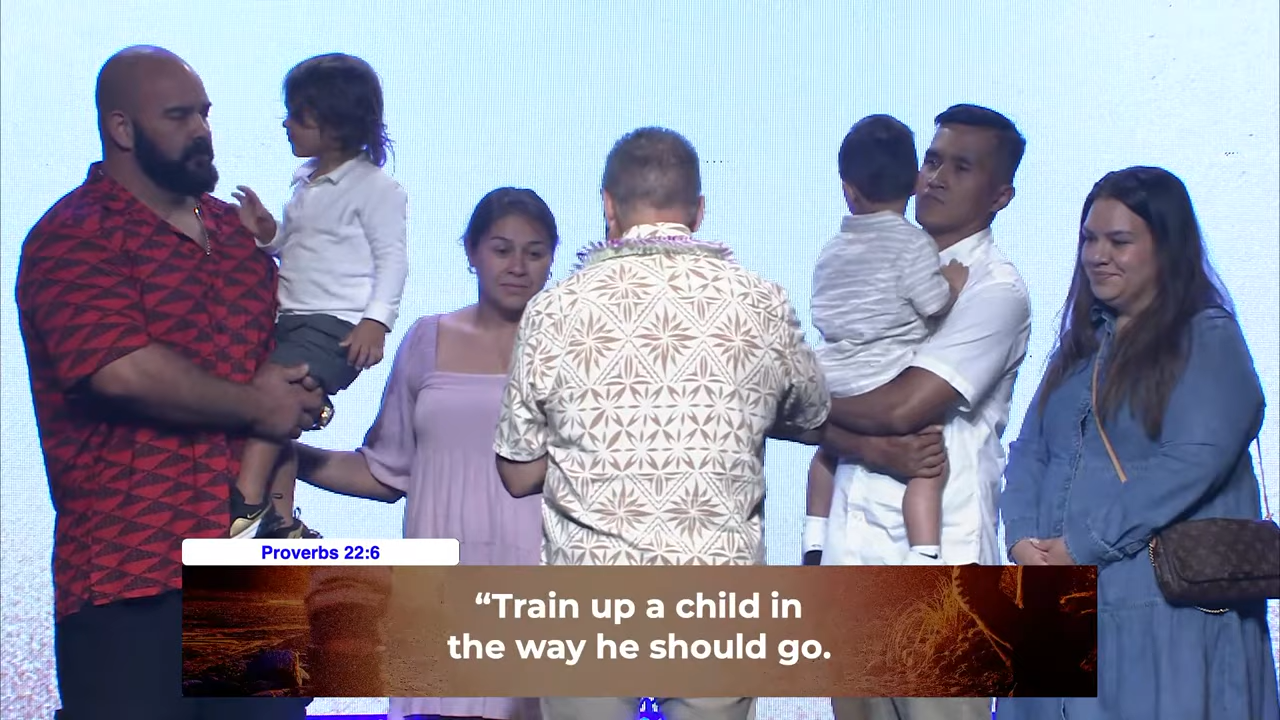 Proverbs 22:6
“Train up a child in
the way he should go.